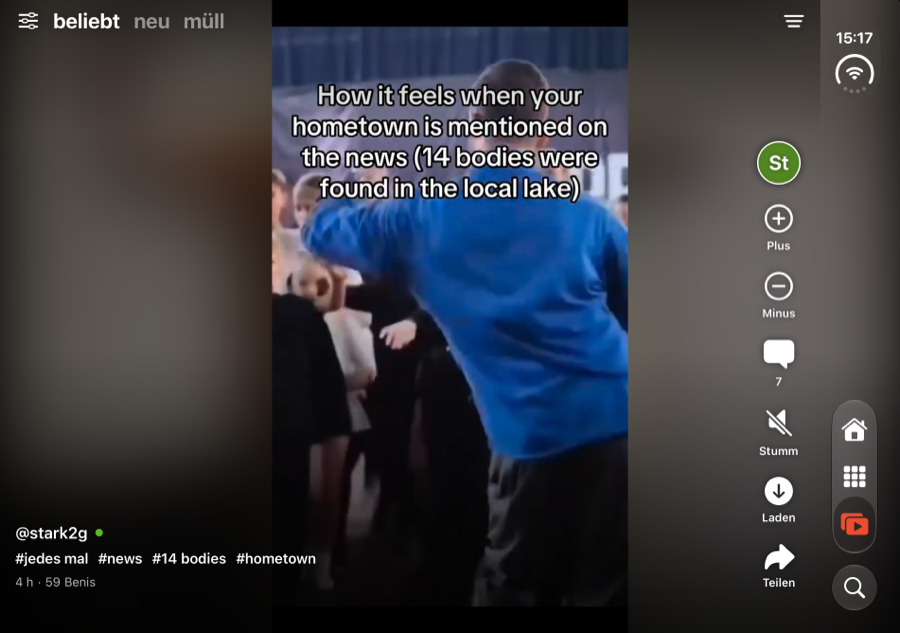 beliebt neu müll
15:17
How it feels when your
hometown is mentioned on
the news (14 bodies were
found in the local lake)
St
Plus
Minus
7
Stumm
Laden
Teilen
@stark2g
#jedes mal #news #14 bodies #hometown
4 h · 59 Benis